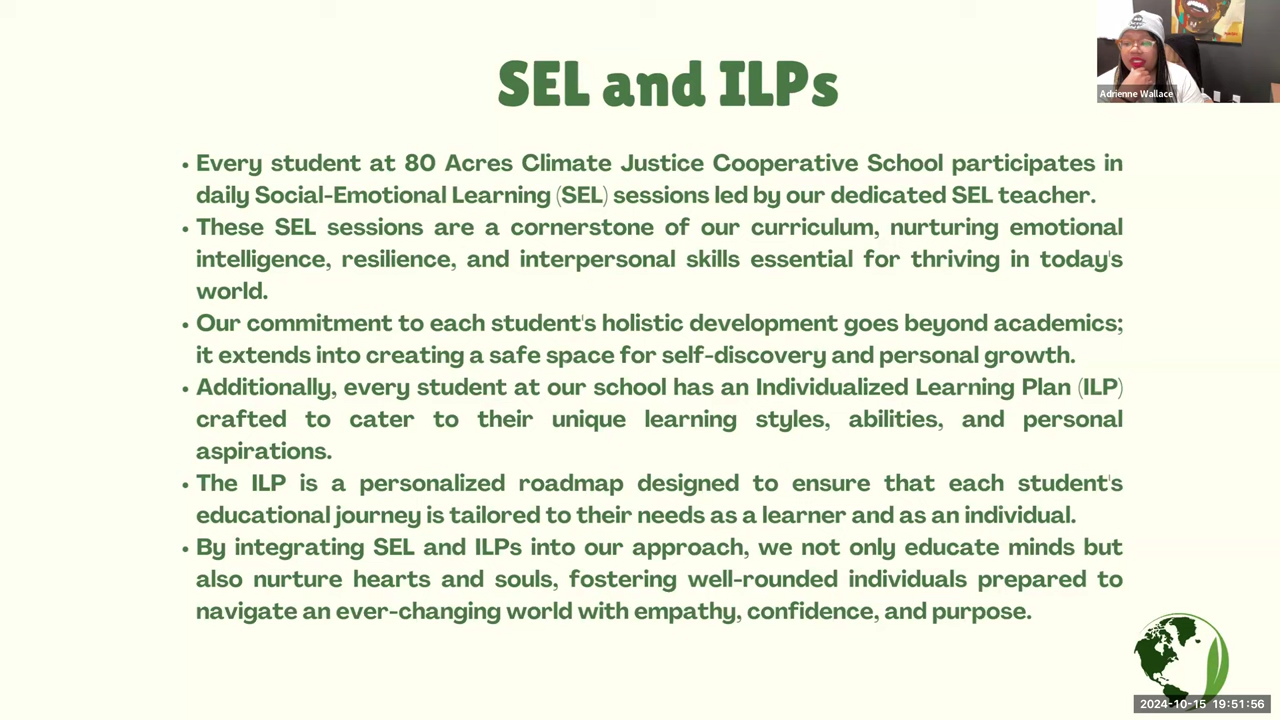 SEL and ILPs
Adrienne Wallace
• Every student at 80 Acres Climate Justice Cooperative School participates in
daily Social-Emotional Learning (SEL) sessions led by our dedicated SEL teacher.
• These SEL sessions are a cornerstone of our curriculum, nurturing emotional
intelligence, resilience, and interpersonal skills essential for thriving in today's
world.
• Our commitment to each student's holistic development goes beyond academics;
it extends into creating a safe space for self-discovery and personal growth.
• Additionally, every student at our school has an Individualized Learning Plan (ILP)
crafted to cater to their unique learning styles, abilities, and personal
aspirations.
• The ILP is a personalized roadmap designed to ensure that each student's
educational journey is tailored to their needs as a learner and as an individual.
• By integrating SEL and ILPs into our approach, we not only educate minds but
also nurture hearts and souls, fostering well-rounded individuals prepared to
navigate an ever-changing world with empathy, confidence, and purpose.
2024-10-15 19:51:56